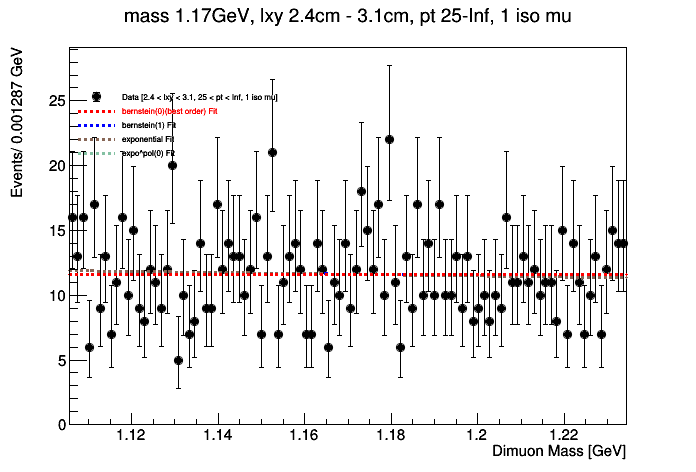 mass 1.17GeV, lxy 2.4cm - 3.1cm, pt 25-Inf, 1 iso mu
Events/ 0.001287 GeV
Data [2.4 < lxy < 3.1, 25 < pt < Inf, 1 iso mu]
bernstein(0)(best order) Fit
bernstein(1) Fit
exponential Fit
expo*pol(0) Fit
25
20
15
10
5
0
1.12 1.14 1.16 1.18 1.2 1.22
Dimuon Mass [GeV]